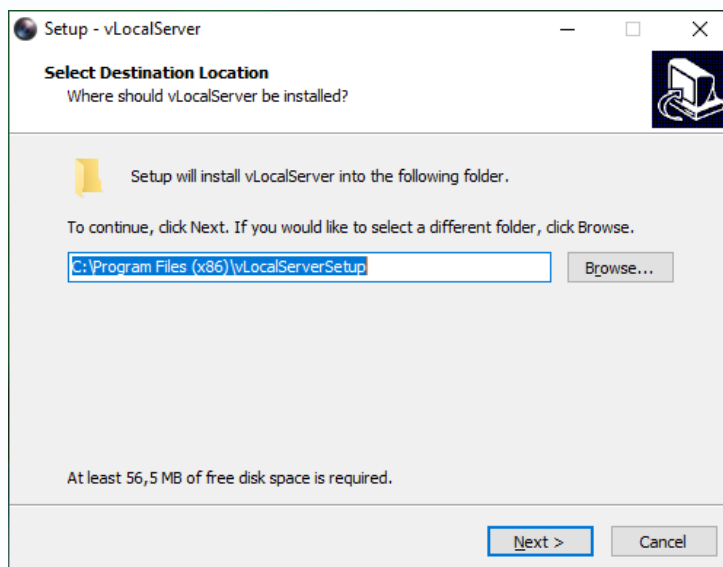 Setup - vLocalServer
Select Destination Location
Where should vLocalServer be installed?
Setup will install vLocalServer into the following folder.
To continue, click Next. If you would like to select a different folder, click Browse.
C:\Program Files (x86)\vLocalServerSetup
Browse...
At least 56,5 MB of free disk space is required.
Next >
Cancel